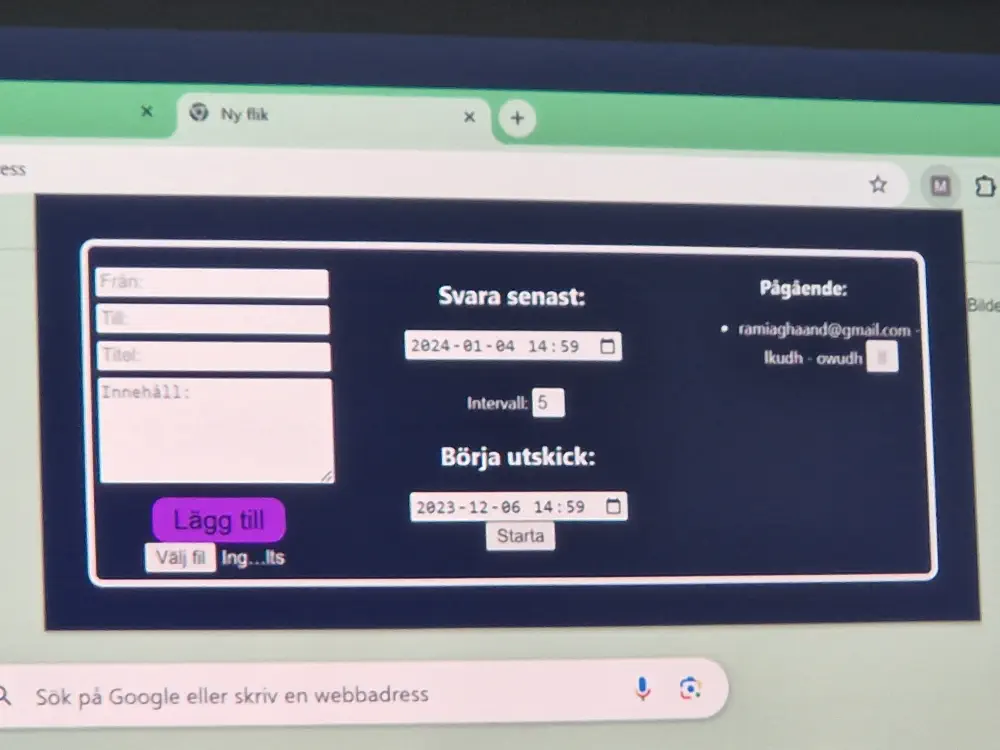 Ny flik
ess
M
Bilde
Från:
Till:
Titel:
Innehåll:
Lägg till
Välj fil Ing...lts
Svara senast:
2024-01-04 14:59
Intervall: 5
Börja utskick:
2023-12-06 14:59
Starta
Pågående:
ramiaghaand@gmail.com -
lkudh - owudh
Sök på Google eller skriv en webbadress